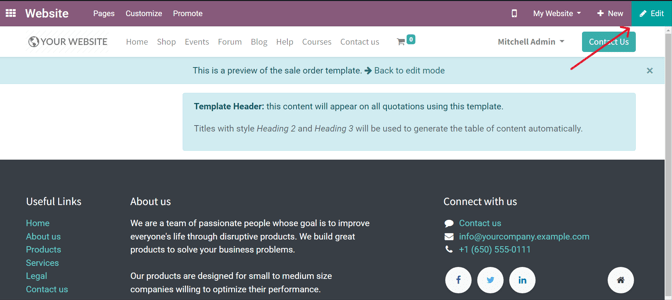 Website Pages Customize Promote My Website + New Edit
YOUR WEBSITE Home Shop Events Forum Blog Help Courses Contact us 0 Mitchell Admin Contact Us
This is a preview of the sale order template. → Back to edit mode ×
Template Header: this content will appear on all quotations using this template.
Titles with style Heading 2 and Heading 3 will be used to generate the table of content automatically.
Useful Links
Home
About us
Products
Services
Legal
Contact us
About us
We are a team of passionate people whose goal is to improve
everyone's life through disruptive products. We build great
products to solve your business problems.
Our products are designed for small to medium size
companies willing to optimize their performance.
Connect with us
Contact us
info@yourcompany.example.com
+1 (650) 555-0111